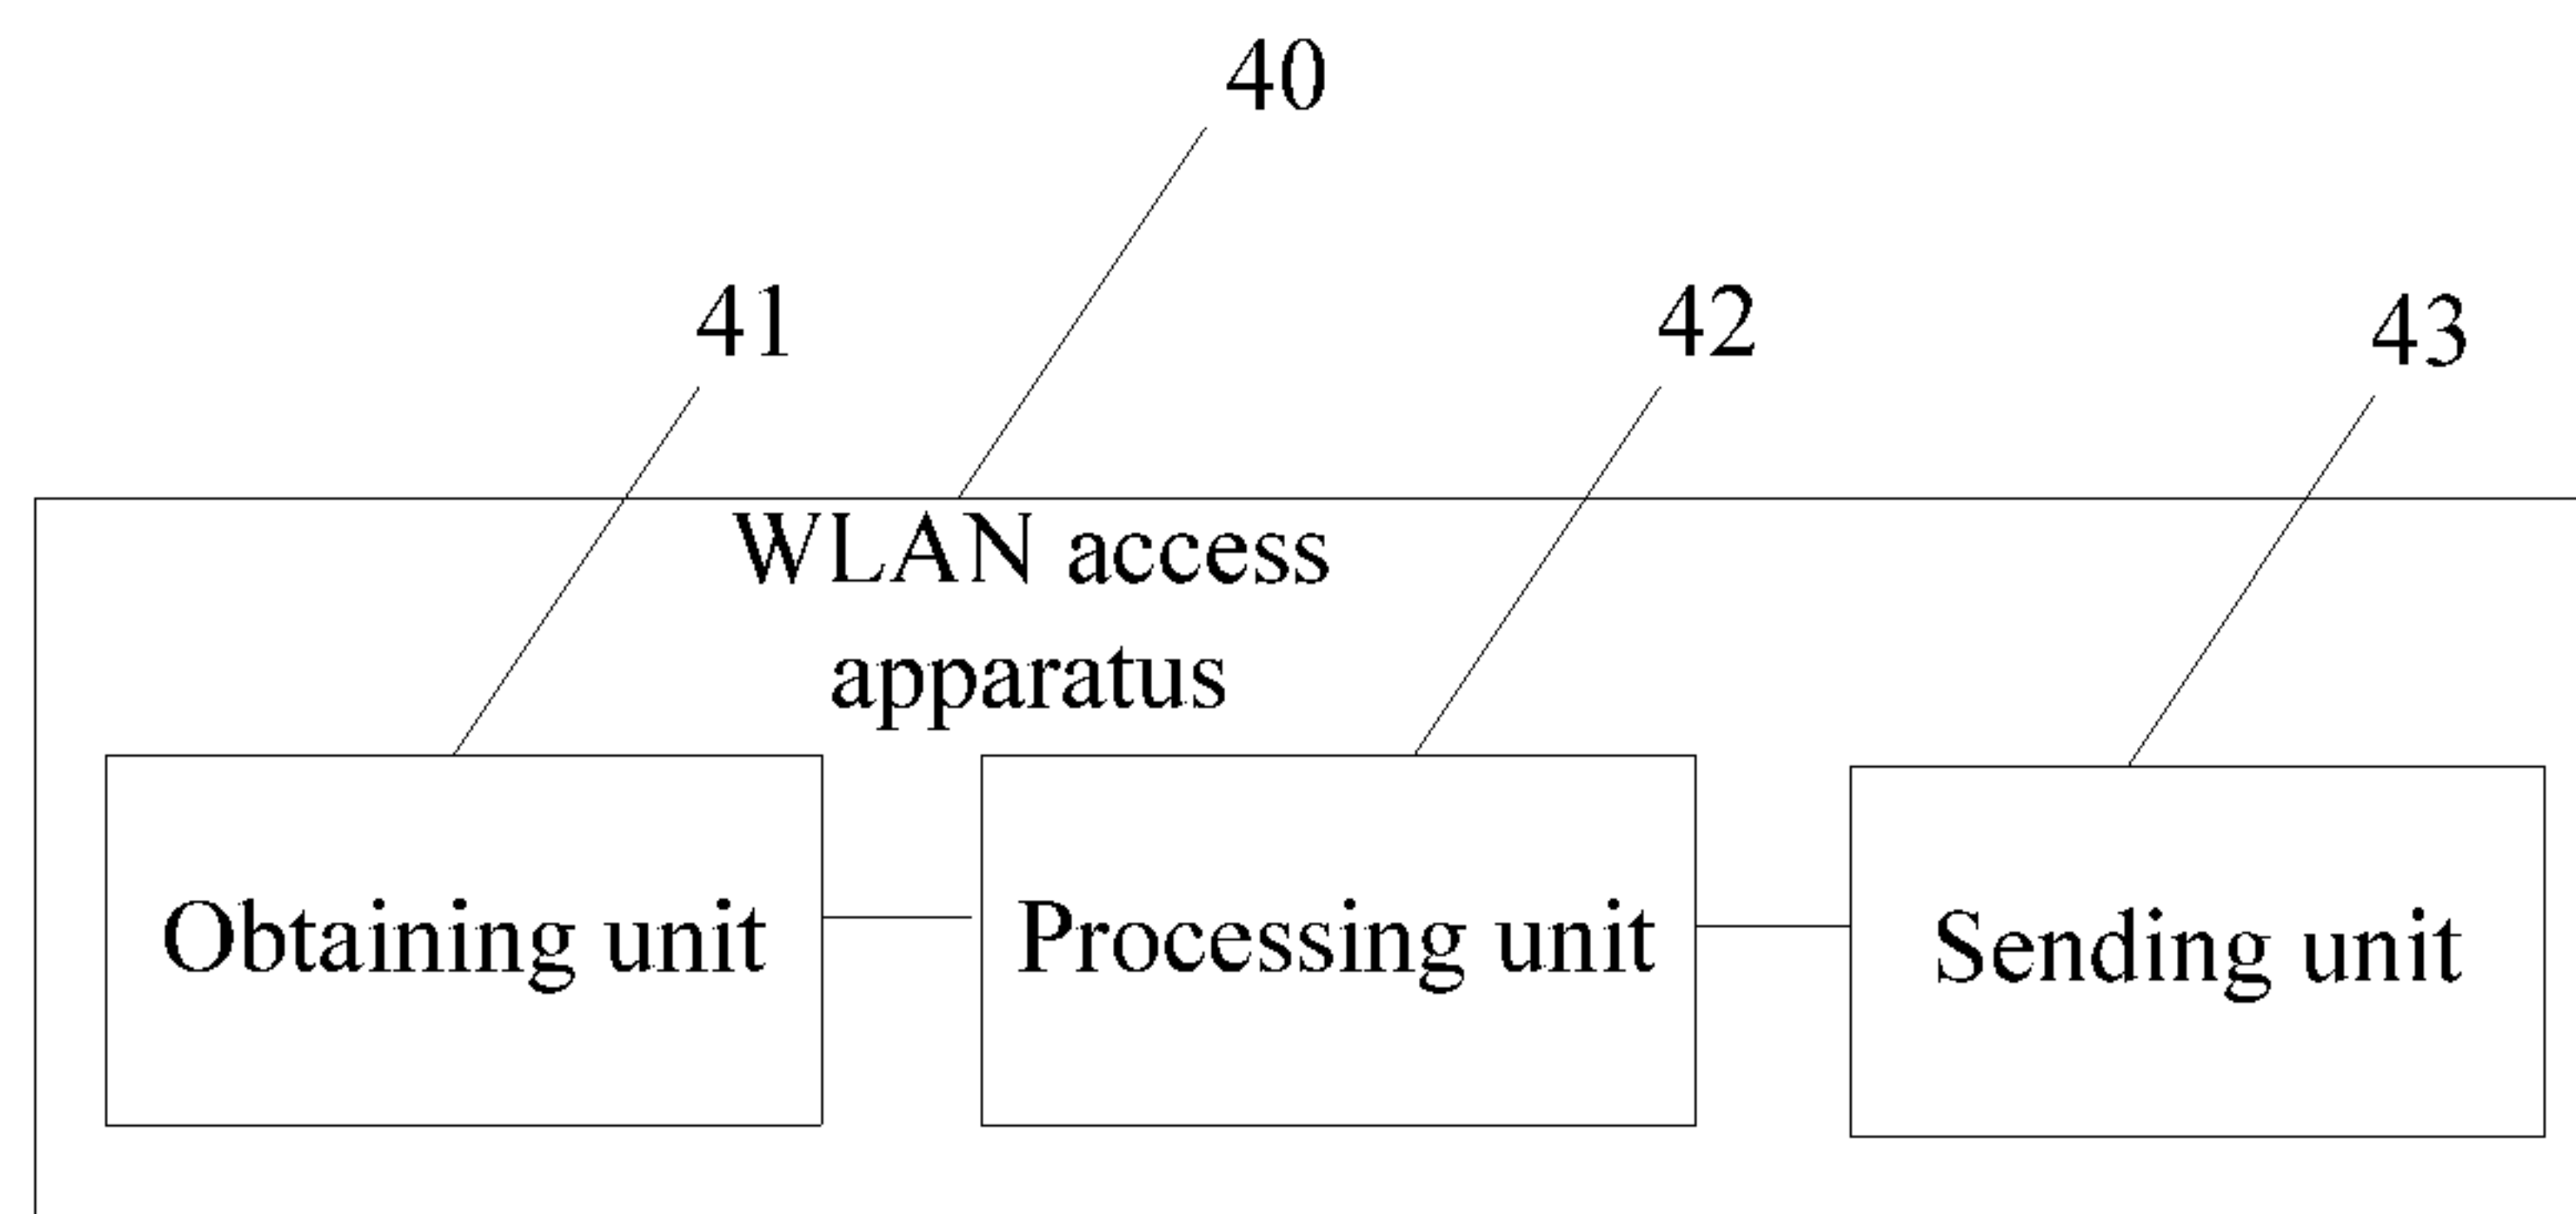 40
41
42
43
WLAN access
apparatus
Obtaining unit
Processing unit
Sending unit